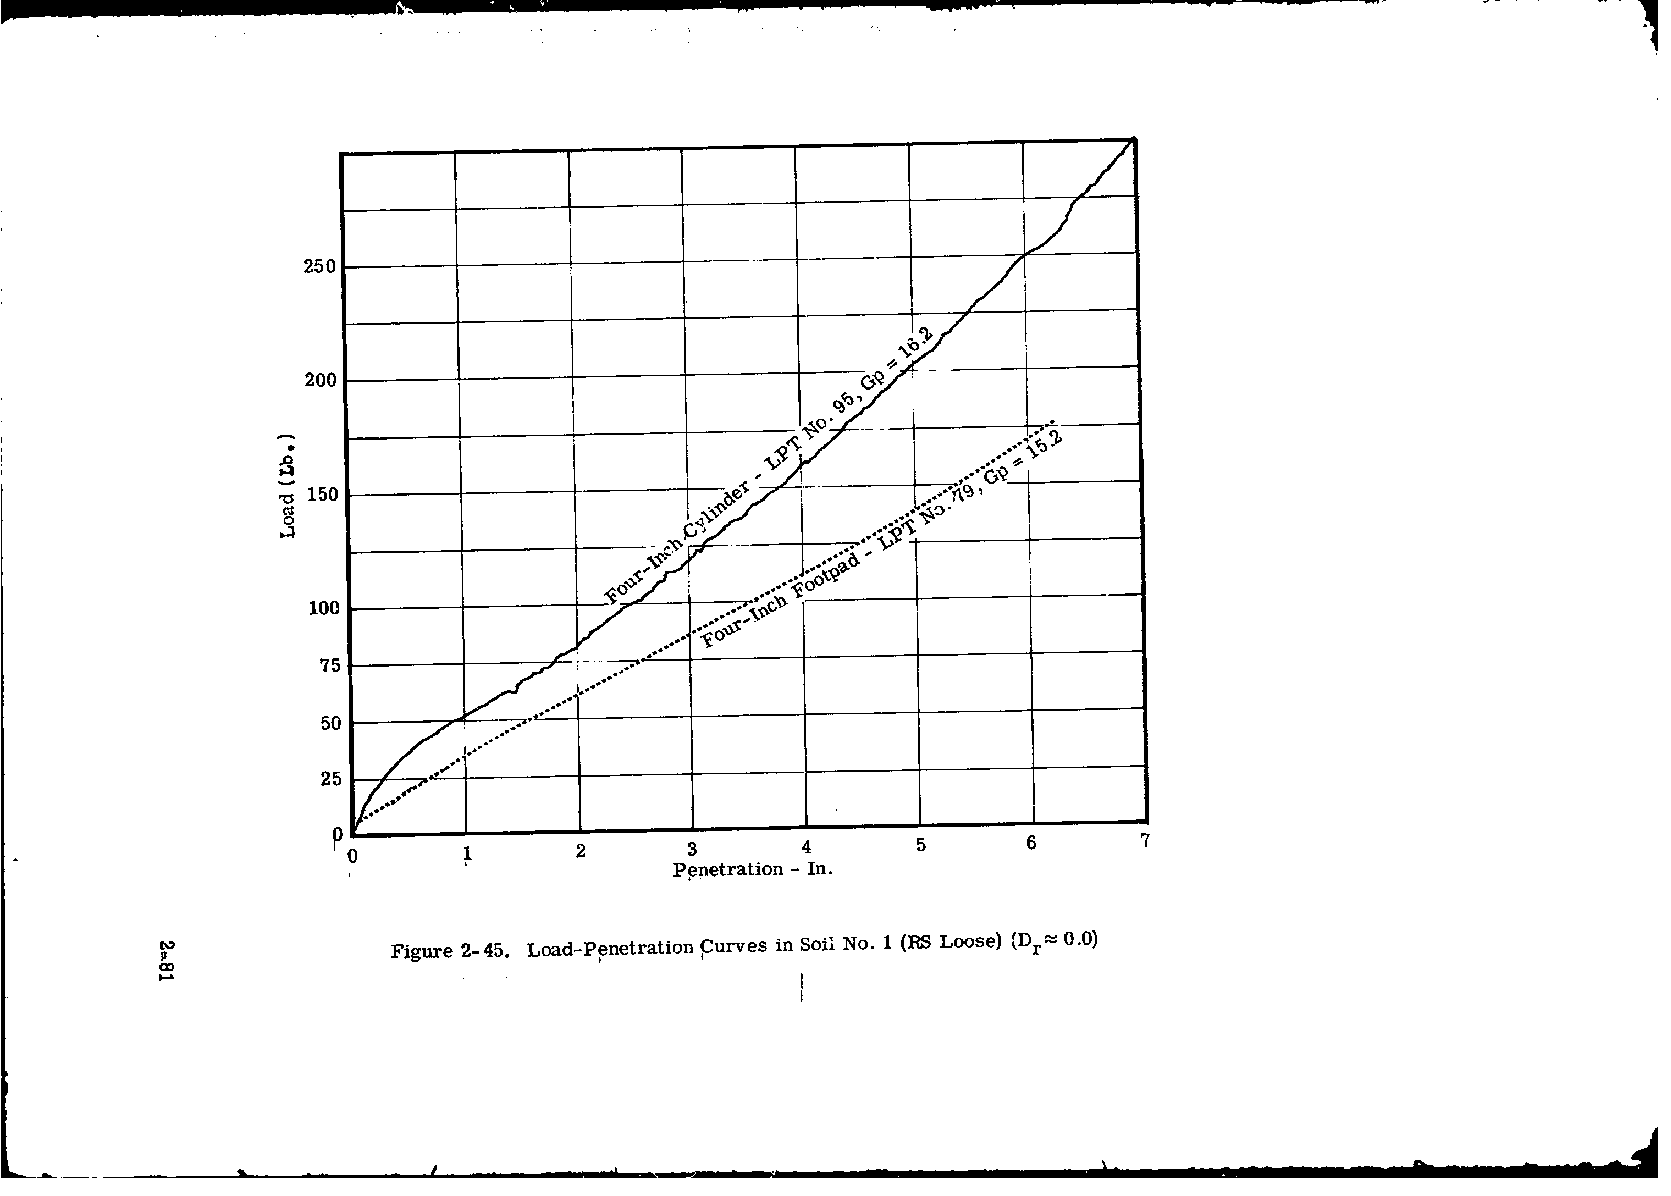 250
200
150
100
75
50
25
0
Load (Lb.)
Four-Inch Cylinder - LPT No. 95, Gp = 16.2
Four-Inch Footpad - LPT No. 79, Gp = 15.2
0 1 2 3 4 5 6 7
Penetration - In.
Figure 2-45. Load-Penetration Curves in Soil No. 1 (RS Loose) (Dr ≈ 0.0)
2-81